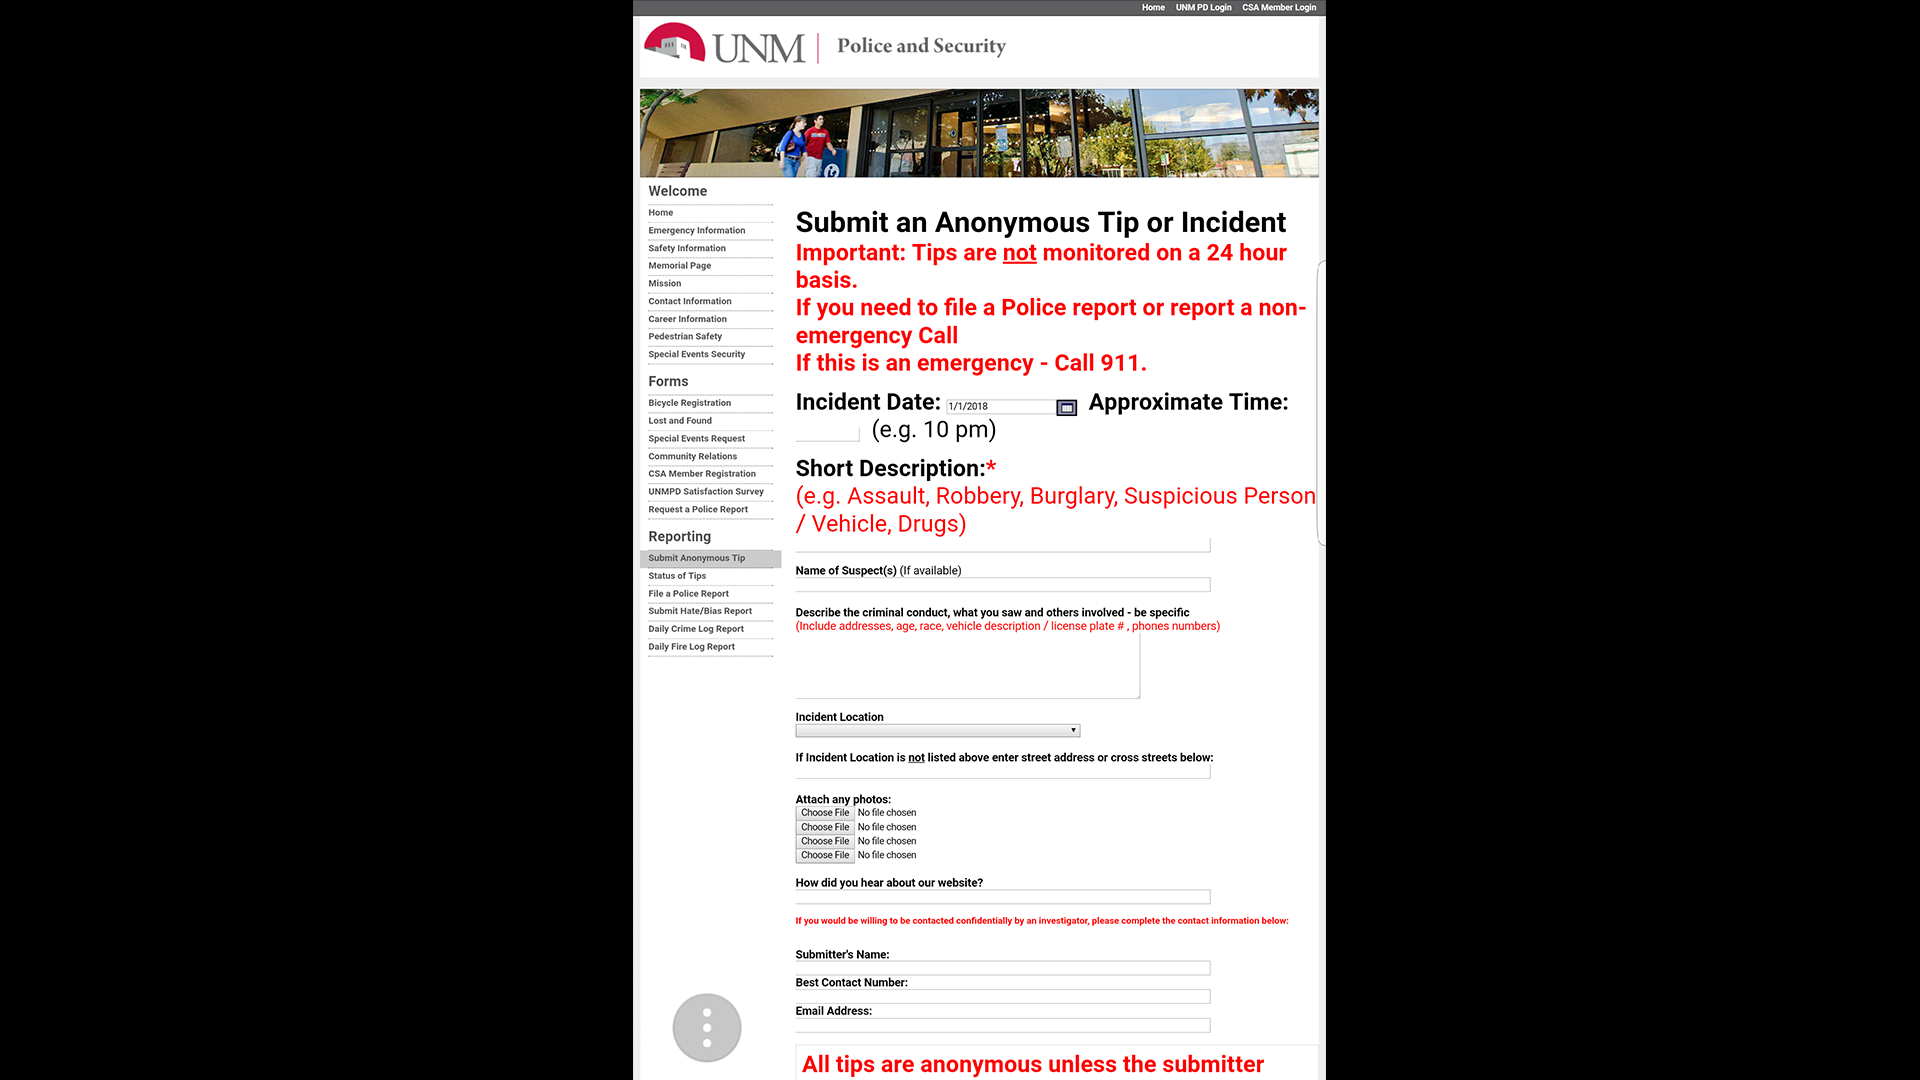 Home UNM PD Login CSA Member Login
UNM Police and Security
Welcome
Home
Emergency Information
Safety Information
Memorial Page
Mission
Contact Information
Career Information
Pedestrian Safety
Special Events Security
Forms
Bicycle Registration
Lost and Found
Special Events Request
Community Relations
CSA Member Registration
UNMPD Satisfaction Survey
Request a Police Report
Reporting
Submit Anonymous Tip
Status of Tips
File a Police Report
Submit Hate/Bias Report
Daily Crime Log Report
Daily Fire Log Report
Submit an Anonymous Tip or Incident
Important: Tips are not monitored on a 24 hour
basis.
If you need to file a Police report or report a non-
emergency Call
If this is an emergency - Call 911.
Incident Date: 1/1/2018 Approximate Time:
(e.g. 10 pm)
Short Description:*
(e.g. Assault, Robbery, Burglary, Suspicious Person
/ Vehicle, Drugs)
Name of Suspect(s) (If available)
Describe the criminal conduct, what you saw and others involved - be specific
(Include addresses, age, race, vehicle description / license plate # , phones numbers)
Incident Location
If Incident Location is not listed above enter street address or cross streets below:
Attach any photos:
Choose File No file chosen
Choose File No file chosen
Choose File No file chosen
Choose File No file chosen
How did you hear about our website?
If you would be willing to be contacted confidentially by an investigator, please complete the contact information below:
Submitter's Name:
Best Contact Number:
Email Address:
All tips are anonymous unless the submitter